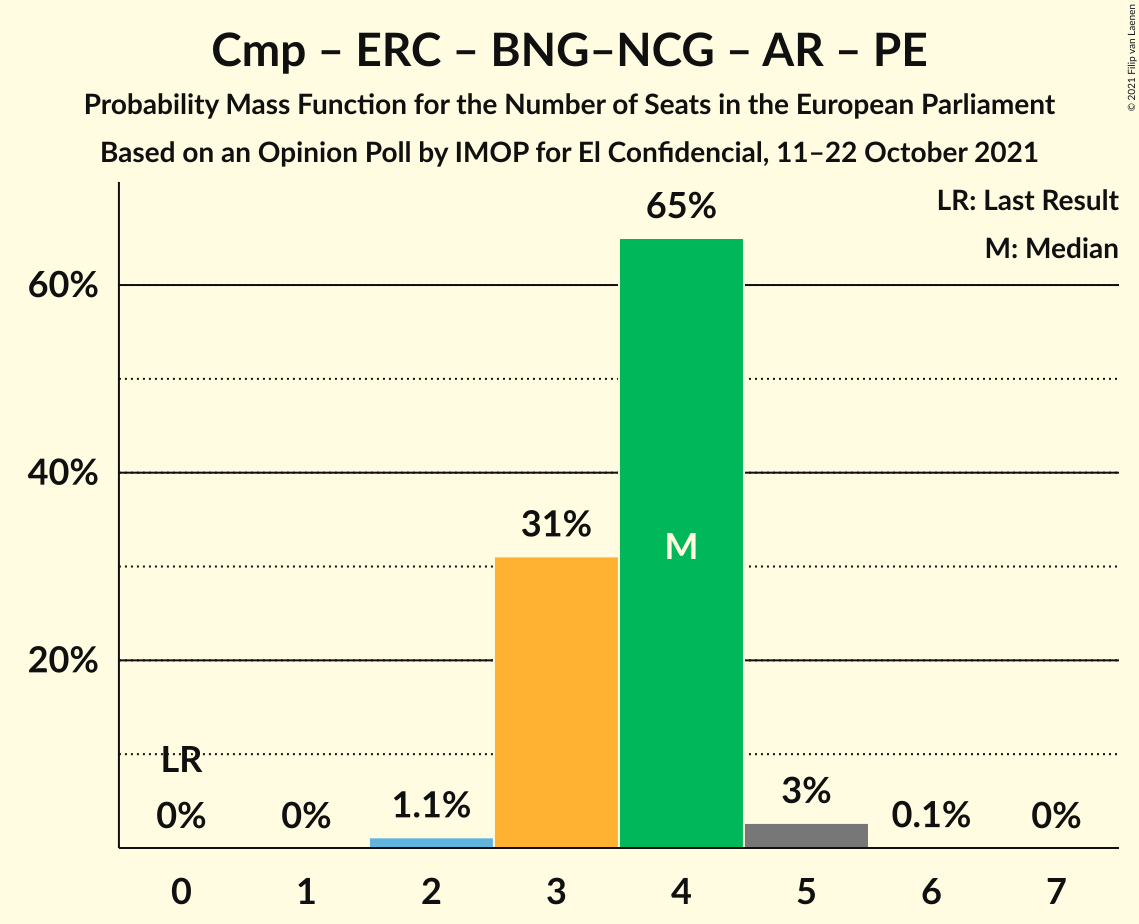 Cmp – ERC – BNG–NCG – AR – PE
Probability Mass Function for the Number of Seats in the European Parliament
Based on an Opinion Poll by IMOP for El Confidencial, 11–22 October 2021
© 2021 Filip van Laenen
LR: Last Result
M: Median
65%
60%
31%
40%
M
20%
LR
0%
0%
1.1%
3%
0.1%
0%
0
1
2
3
4
5
6
7